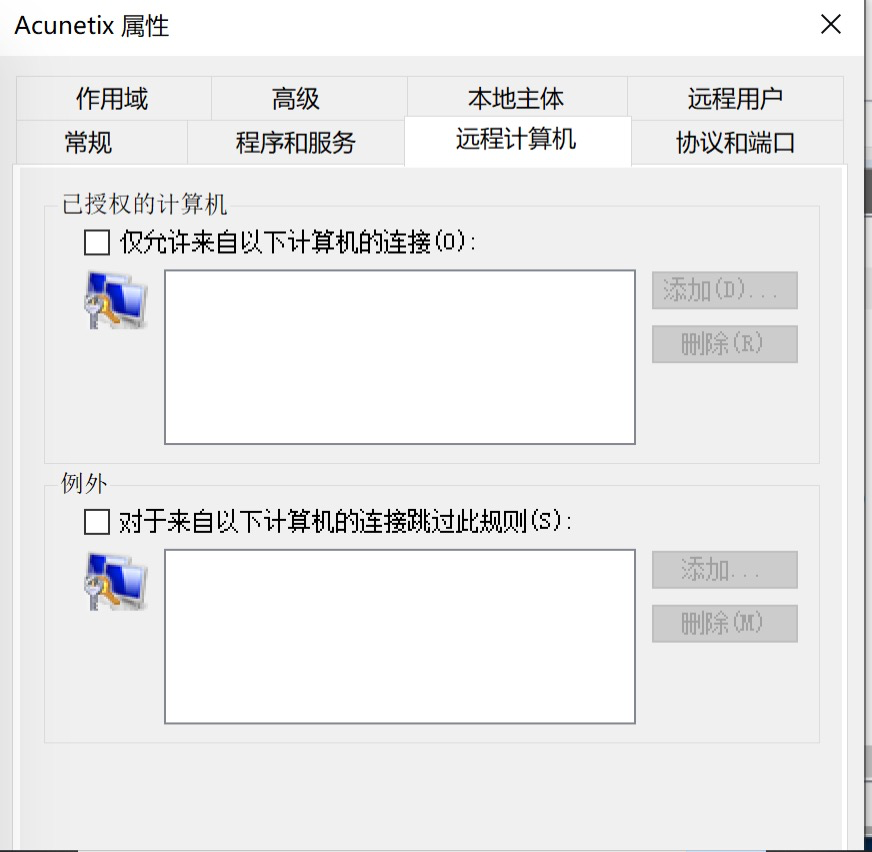 Acunetix 属性
作用域 高级 本地主体 远程用户
常规 程序和服务 远程计算机 协议和端口
已授权的计算机
仅允许来自以下计算机的连接(O):
添加(D)...
删除(R)
例外
对于来自以下计算机的连接跳过此规则(S):
添加...
删除(M)